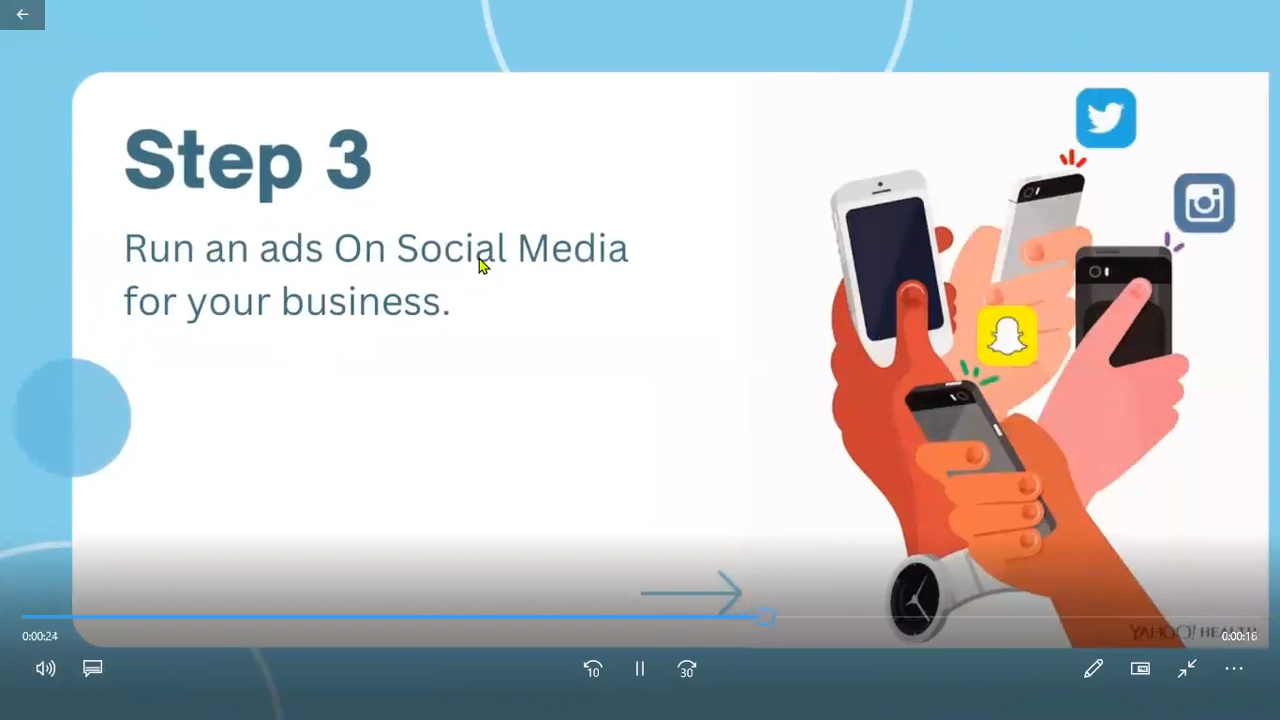 Step 3
Run an ads On Social Media
for your business.
YAHOO! HEALTH
0:00:24
0:00:16
10
30